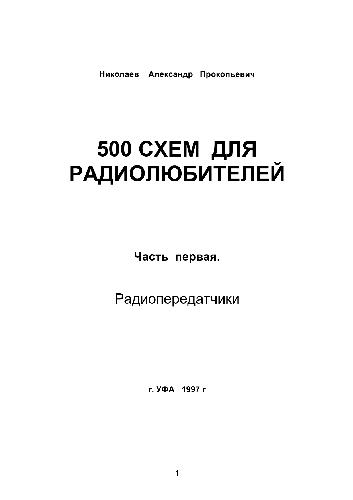 Николаев Александр Прокопьевич
500 СХЕМ ДЛЯ
РАДИОЛЮБИТЕЛЕЙ
Часть первая.
Радиопередатчики
г. УФА 1997 г
1